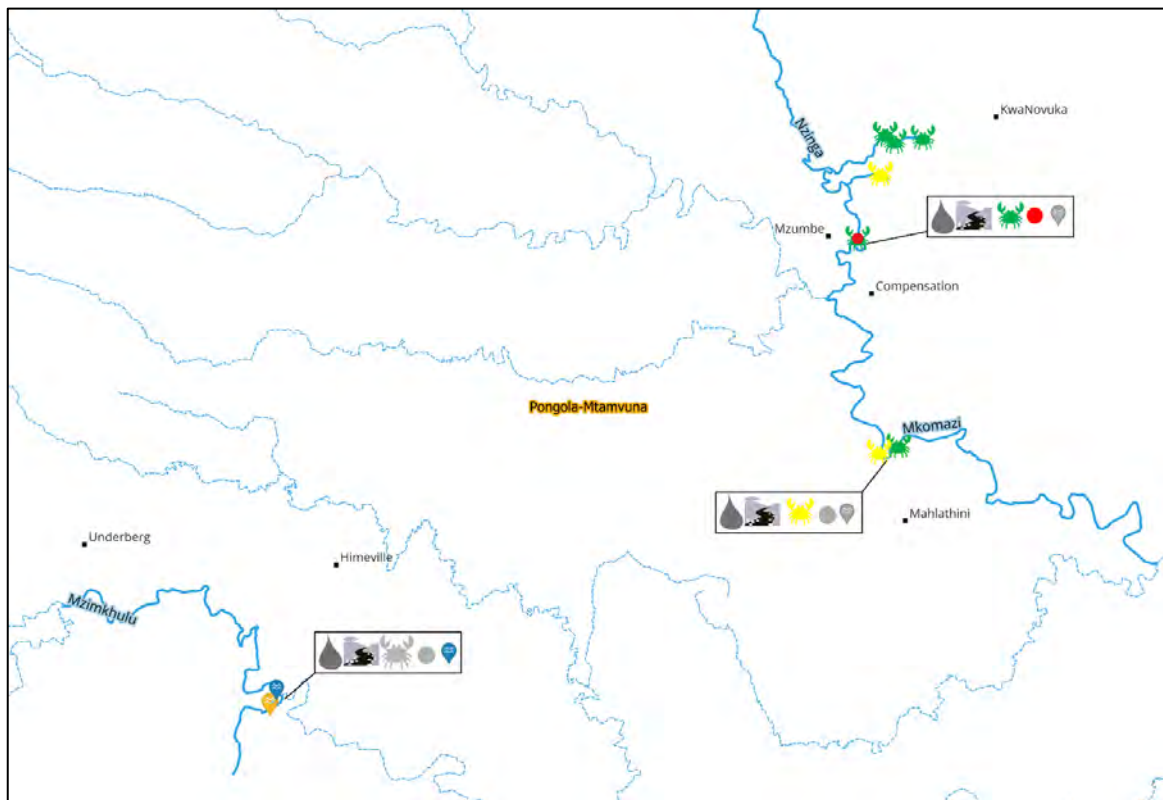 KwaNovuka
Nzinga
Mzumbe
Compensation
Pongola-Mtamvuna
Mkomazi
Mahlathini
Underberg
Himeville
Mzimkhulu